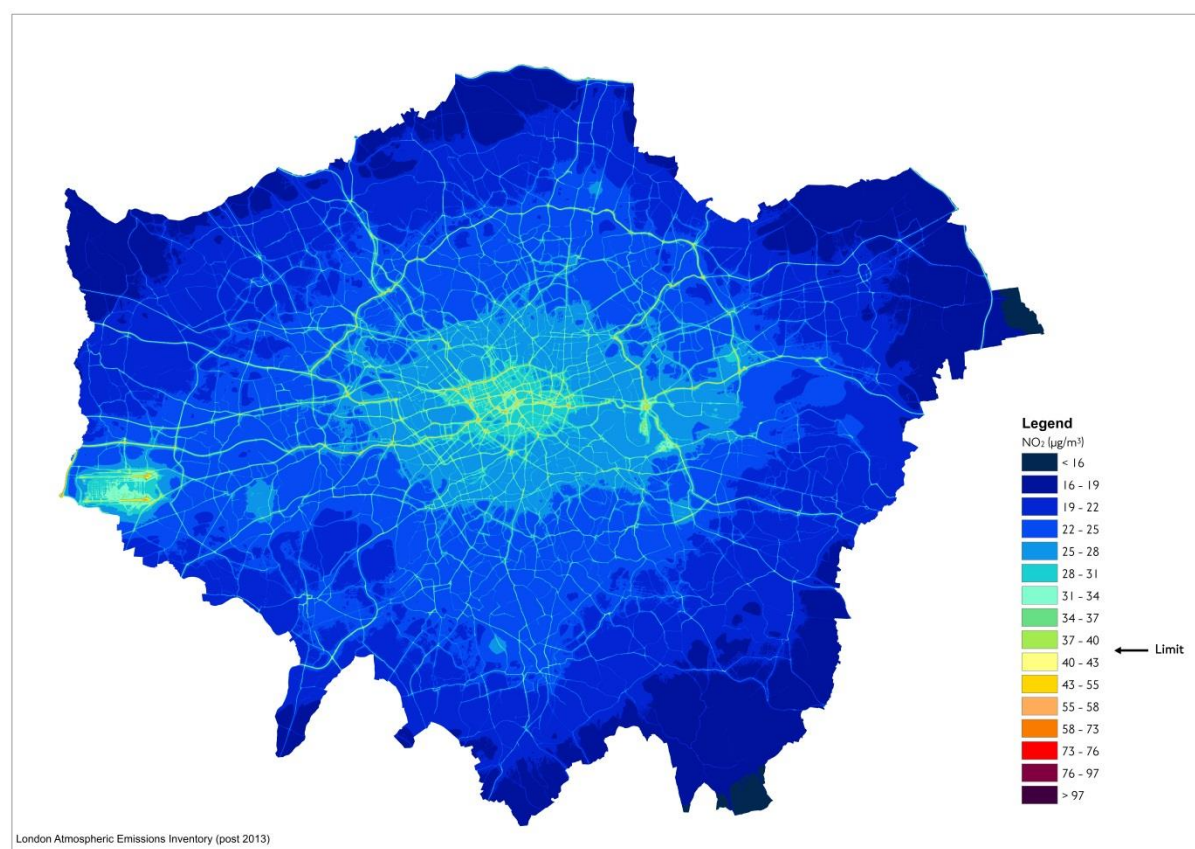 Legend
NO₂ (µg/m³)
< 16
16 - 19
19 - 22
22 - 25
25 - 28
28 - 31
31 - 34
34 - 37
37 - 40
Limit
40 - 43
43 - 55
55 - 58
58 - 73
73 - 76
76 - 97
> 97
London Atmospheric Emissions Inventory (post 2013)